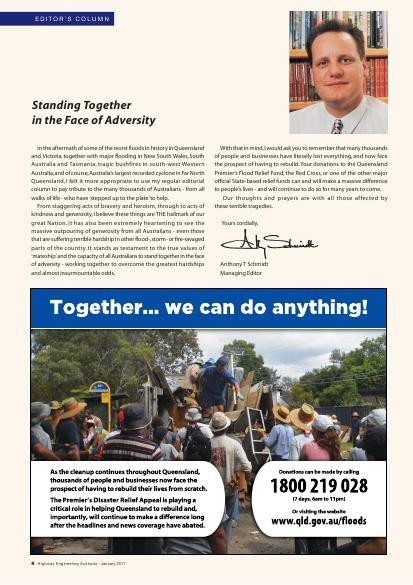 EDITOR'S COLUMN
Standing Together
in the Face of Adversity
In the aftermath of some of the worst floods in history in Queensland
and Victoria, together with major flooding in New South Wales, South
Australia and Tasmania, tragic bushfires in south-west Western
Australia, and of course, Australia's largest recorded cyclone in Far North
Queensland, I felt it more appropriate to use my regular editorial
column to pay tribute to the many thousands of Australians - from all
walks of life - who have 'stepped up to the plate' to help.
From staggering acts of bravery and heroism, through to acts of
kindness and generosity, I believe these things are THE hallmark of our
great Nation. It has also been extremely heartening to see the
massive outpouring of generosity from all Australians - even those
that are suffering terrible hardship in other flood-, storm- or fire-ravaged
parts of the country. It stands as testament to the true values of
'mateship' and the capacity of all Australians to stand together in the face
of adversity - working together to overcome the greatest hardships
and almost insurmountable odds.
With that in mind, I would ask you to remember that many thousands
of people and businesses have literally lost everything, and now face
the prospect of having to rebuild. Your donations to the Queensland
Premier's Flood Relief Fund, the Red Cross, or one of the other major
official State-based relief funds can and will make a massive difference
to people's lives - and will continue to do so for many years to come.
Our thoughts and prayers are with all those affected by
these terrible tragedies.
Yours cordially,
Anthony T Schmidt
Managing Editor
Together... we can do anything!
As the cleanup continues throughout Queensland,
thousands of people and businesses now face the
prospect of having to rebuild their lives from scratch.
The Premier's Disaster Relief Appeal is playing a
critical role in helping Queensland to rebuild and,
importantly, will continue to make a difference long
after the headlines and news coverage have abated.
Donations can be made by calling
1800 219 028
(7 days, 6am to 11pm)
Or visiting the website
www.qld.gov.au/floods
4 Highway Engineering Australia - January 2011